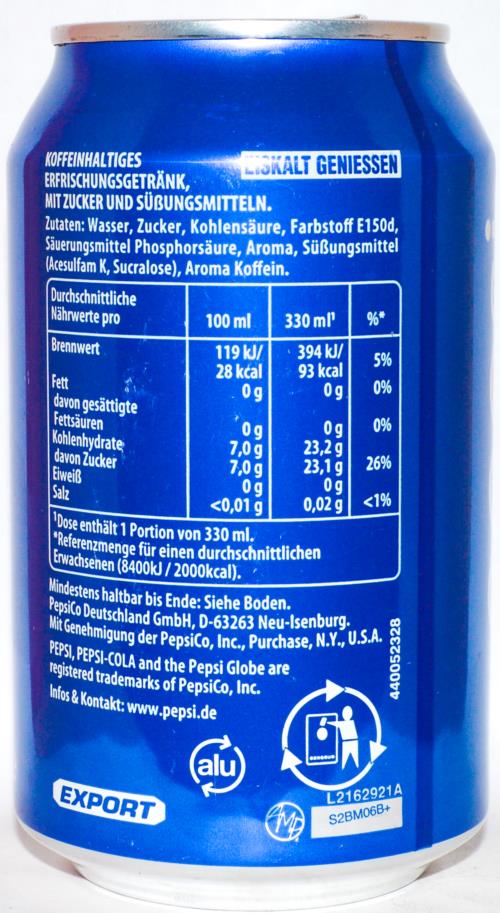 KOFFEINHALTIGES
ERFRISCHUNGSGETRÄNK,
MIT ZUCKER UND SÜẞUNGSMITTELN.
EISKALT GENIESSEN
Zutaten: Wasser, Zucker, Kohlensäure, Farbstoff E150d,
Säuerungsmittel Phosphorsäure, Aroma, Süßungsmittel
(Acesulfam K, Sucralose), Aroma Koffein.
Durchschnittliche
Nährwerte pro 100 ml 330 ml¹ %*
Brennwert 119 kJ/ 394 kJ/
28 kcal 93 kcal 5%
Fett 0 g 0 g 0%
davon gesättigte
Fettsäuren 0 g 0 g 0%
Kohlenhydrate 7,0 g 23,2 g
davon Zucker 7,0 g 23,1 g 26%
Eiweiß 0 g 0 g
Salz <0,01 g 0,02 g <1%
¹Dose enthält 1 Portion von 330 ml.
*Referenzmenge für einen durchschnittlichen
Erwachsenen (8400kJ / 2000kcal).
Mindestens haltbar bis Ende: Siehe Boden.
PepsiCo Deutschland GmbH, D-63263 Neu-Isenburg.
Mit Genehmigung der PepsiCo, Inc., Purchase, N.Y., U.S.A.
PEPSI, PEPSI-COLA and the Pepsi Globe are
registered trademarks of PepsiCo, Inc.
Infos & Kontakt: www.pepsi.de
440052328
alu
EXPORT
L2162921A
S2BM06B+